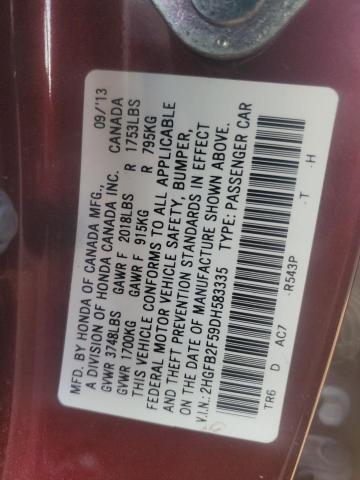 MFD. BY HONDA OF CANADA MFG., 09/'13
A DIVISION OF HONDA CANADA INC. CANADA
GVWR 3748LBS GAWR F 2018LBS R 1753LBS
GVWR 1700KG GAWR F 915KG R 795KG
THIS VEHICLE CONFORMS TO ALL APPLICABLE
FEDERAL MOTOR VEHICLE SAFETY, BUMPER,
AND THEFT PREVENTION STANDARDS IN EFFECT
ON THE DATE OF MANUFACTURE SHOWN ABOVE.
V.I.N.: 2HGFB2F59DH583335 TYPE: PASSENGER CAR
TR6 D AC7 -R543P -T -H